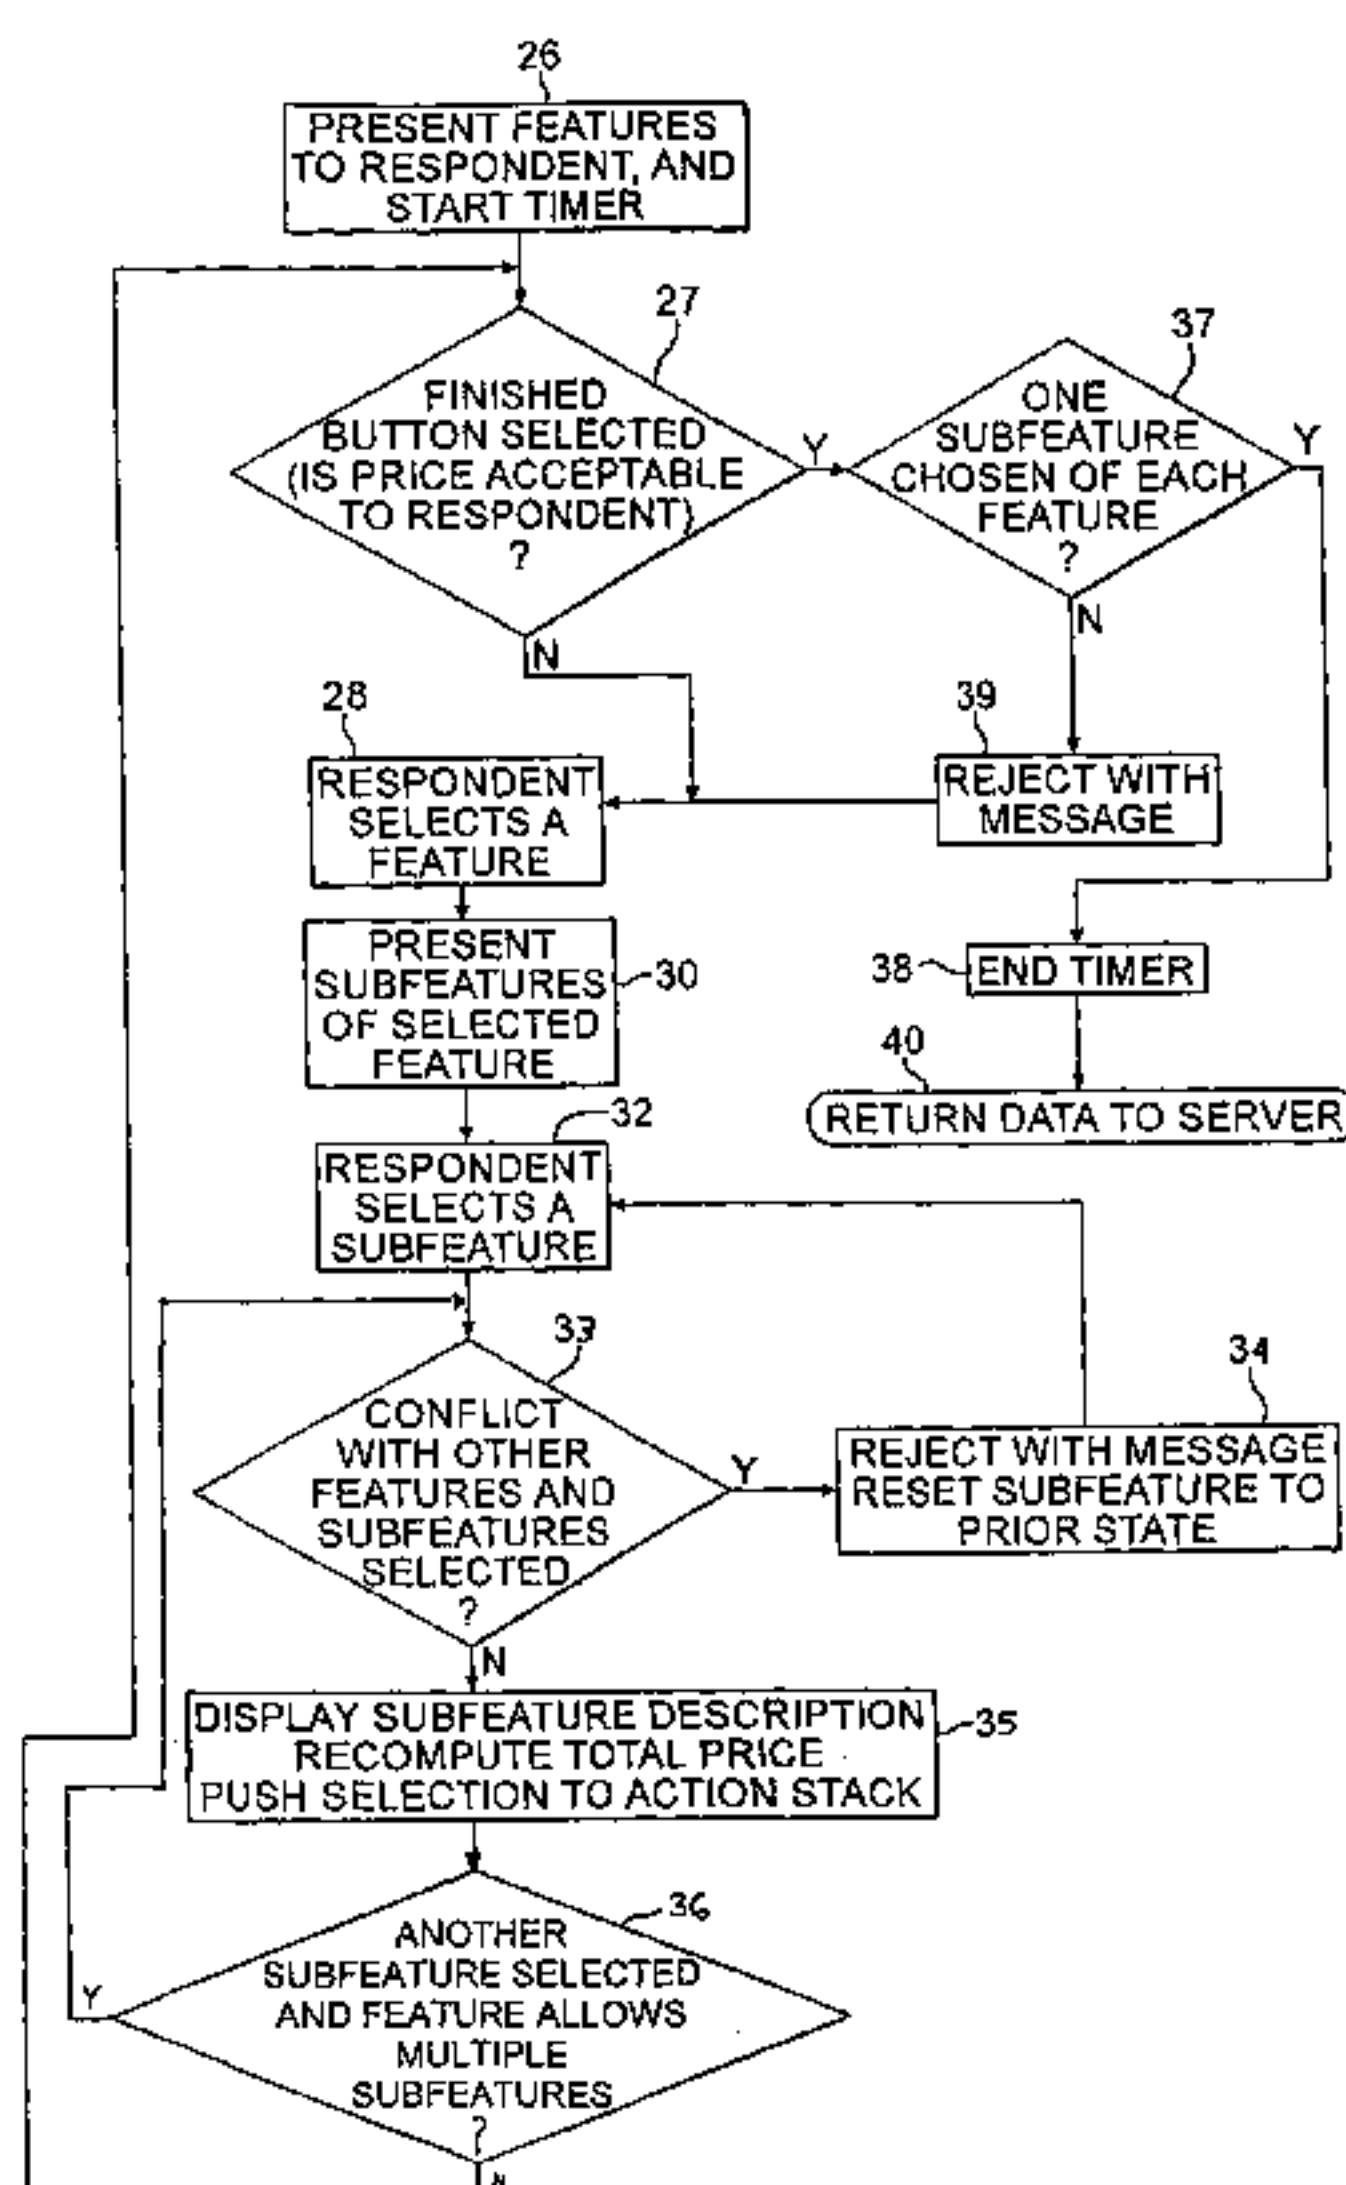 26
PRESENT FEATURES
TO RESPONDENT, AND
START TIMER
27
FINISHED
BUTTON SELECTED
(IS PRICE ACCEPTABLE
TO RESPONDENT)
?
Y
N
37
ONE
SUBFEATURE
CHOSEN OF EACH
FEATURE
?
Y
N
28
RESPONDENT
SELECTS A
FEATURE
39
REJECT WITH
MESSAGE
PRESENT
SUBFEATURES
OF SELECTED
FEATURE
30
38
END TIMER
40
RETURN DATA TO SERVER
32
RESPONDENT
SELECTS A
SUBFEATURE
33
CONFLICT
WITH OTHER
FEATURES AND
SUBFEATURES
SELECTED
?
Y
N
34
REJECT WITH MESSAGE
RESET SUBFEATURE TO
PRIOR STATE
DISPLAY SUBFEATURE DESCRIPTION
RECOMPUTE TOTAL PRICE
PUSH SELECTION TO ACTION STACK
35
36
ANOTHER
SUBFEATURE SELECTED
AND FEATURE ALLOWS
MULTIPLE
SUBFEATURES
?
Y